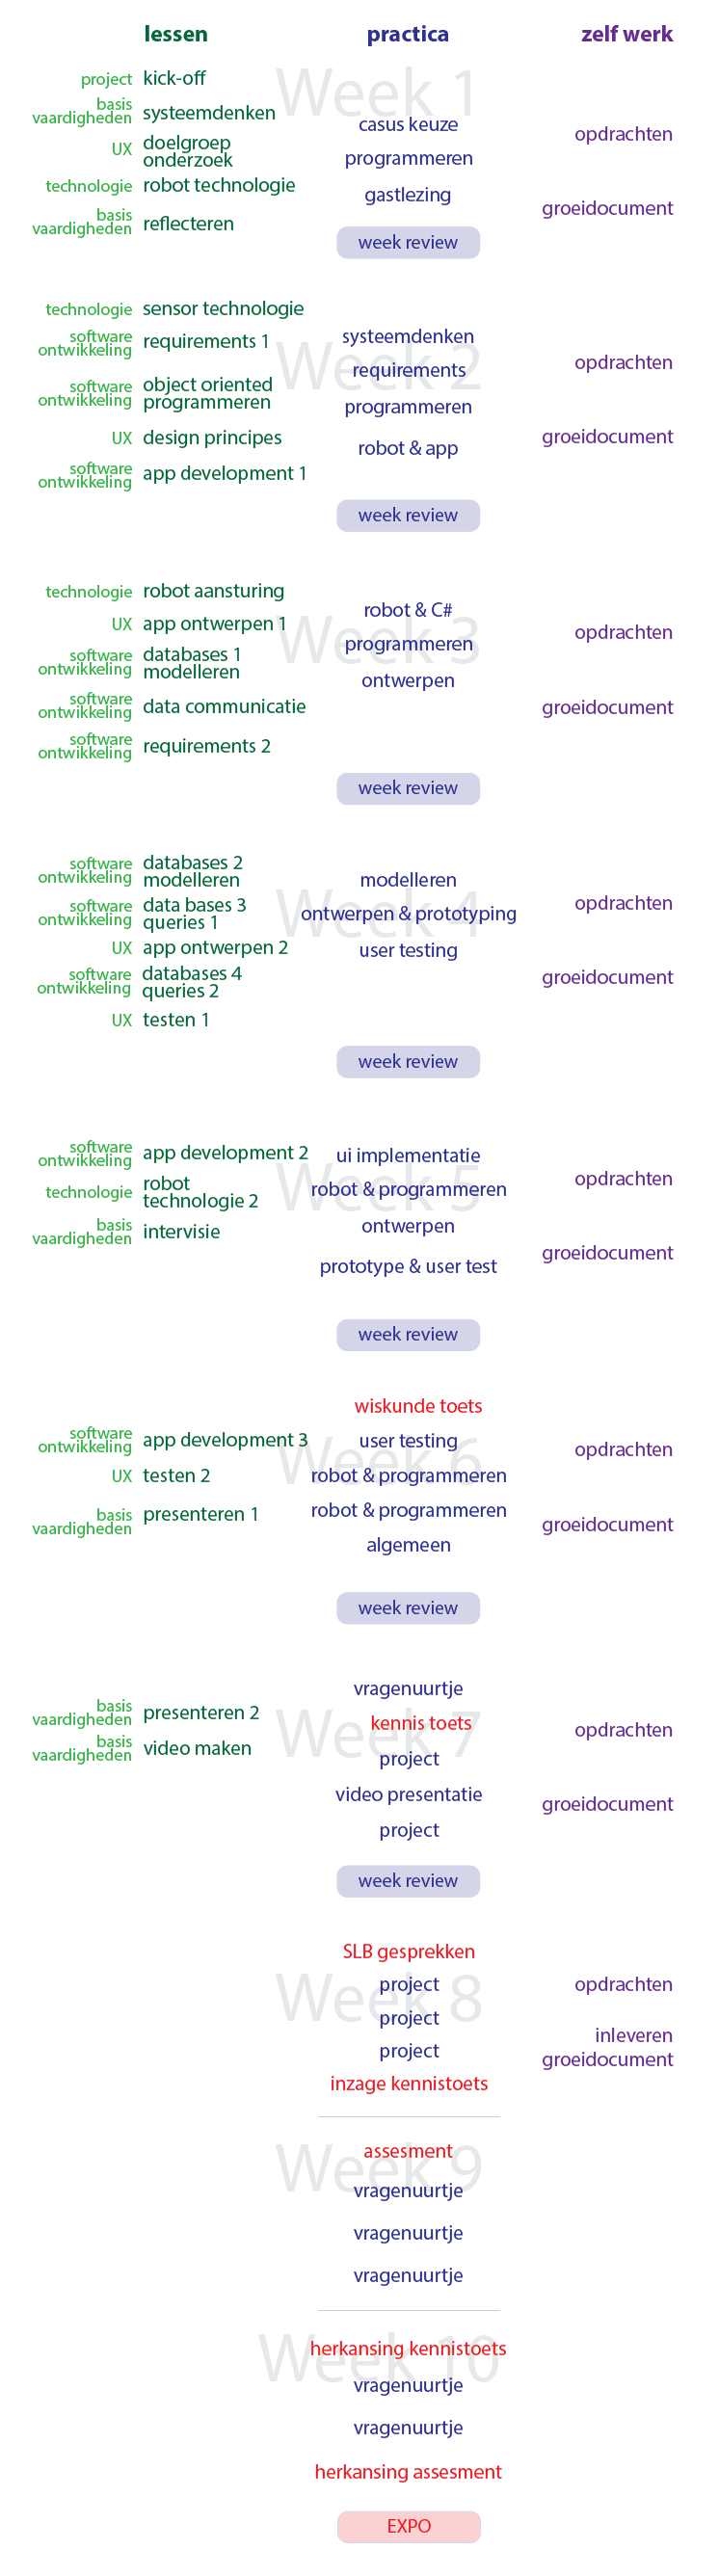 lessen practica zelf werk
Week 1
project kick-off
basis
vaardigheden systeemdenken
casus keuze
opdrachten
UX doelgroep
onderzoek
programmeren
technologie robot technologie
gastlezing
groeidocument
basis
vaardigheden reflecteren
week review
Week 2
technologie sensor technologie
software
ontwikkeling requirements 1
systeemdenken
requirements
opdrachten
software
ontwikkeling
object oriented
programmeren
programmeren
UX design principes
robot & app
groeidocument
software
ontwikkeling app development 1
week review
Week 3
technologie robot aansturing
robot & C#
UX app ontwerpen 1
opdrachten
programmeren
software
ontwikkeling
databases 1
modelleren
ontwerpen
software
ontwikkeling data communicatie
groeidocument
software
ontwikkeling requirements 2
week review
Week 4
software
ontwikkeling
databases 2
modelleren
modelleren
opdrachten
software
ontwikkeling
data bases 3
queries 1
ontwerpen & prototyping
UX app ontwerpen 2
user testing
software
ontwikkeling
databases 4
queries 2
groeidocument
UX testen 1
week review
Week 5
software
ontwikkeling app development 2
ui implementatie
opdrachten
technologie robot
technologie 2
robot & programmeren
basis
vaardigheden intervisie
ontwerpen
groeidocument
prototype & user test
week review
Week 6
wiskunde toets
software
ontwikkeling app development 3
user testing
opdrachten
UX testen 2
robot & programmeren
basis
vaardigheden presenteren 1
robot & programmeren
groeidocument
algemeen
week review
Week 7
vragenuurtje
basis
vaardigheden presenteren 2
kennis toets
opdrachten
basis
vaardigheden video maken
project
video presentatie
groeidocument
project
week review
Week 8
SLB gesprekken
project
opdrachten
project
inleveren
groeidocument
project
inzage kennistoets
Week 9
assesment
vragenuurtje
vragenuurtje
vragenuurtje
Week 10
herkansing kennistoets
vragenuurtje
vragenuurtje
herkansing assesment
EXPO